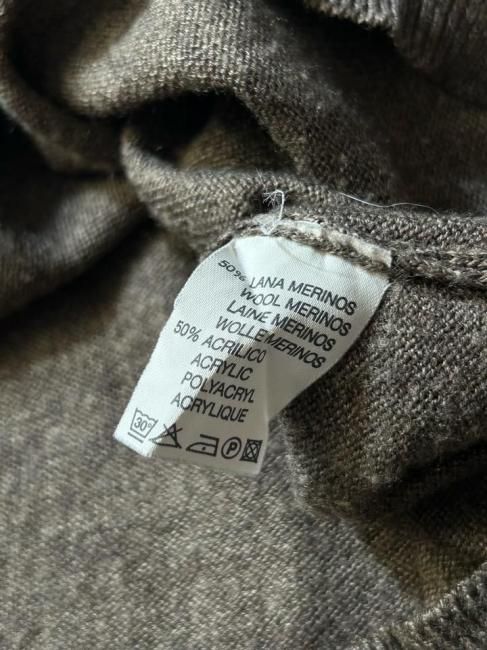 50% LANA MERINOS
WOOL MERINOS
LAINE MERINOS
WOLLE MERINOS
50% ACRILICO
ACRYLIC
POLYACRYL
ACRYLIQUE
30° P